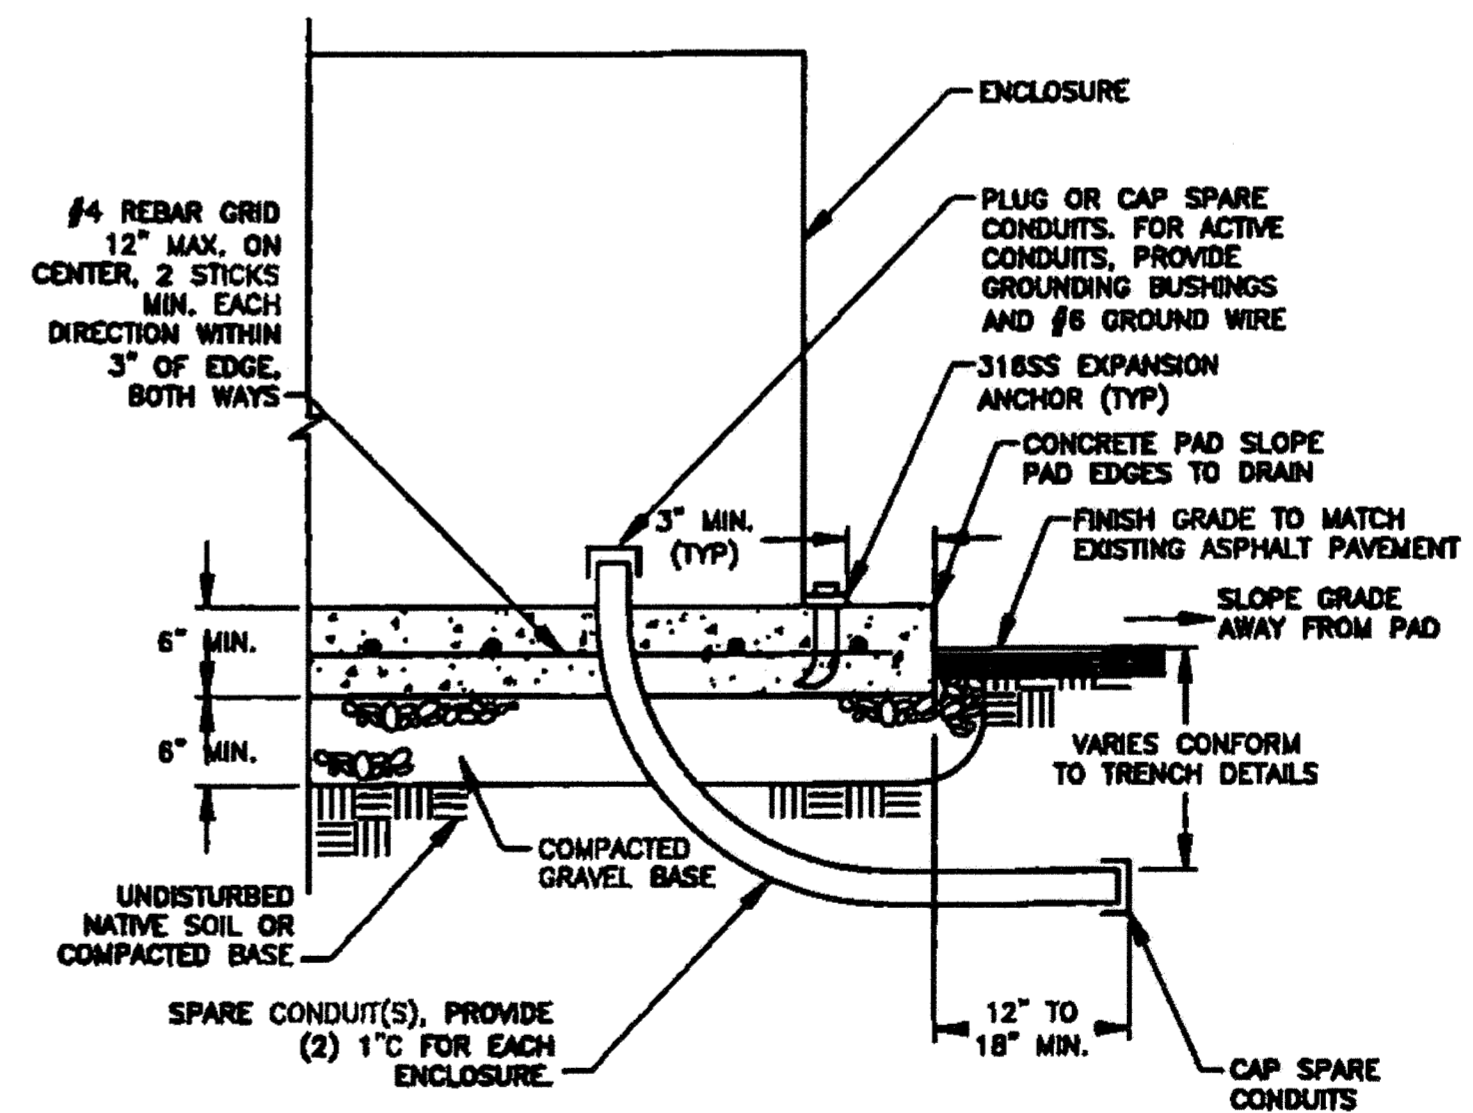 ENCLOSURE
#4 REBAR GRID
12" MAX. ON
CENTER, 2 STICKS
MIN. EACH
DIRECTION WITHIN
3" OF EDGE,
BOTH WAYS
PLUG OR CAP SPARE
CONDUITS. FOR ACTIVE
CONDUITS, PROVIDE
GROUNDING BUSHINGS
AND #6 GROUND WIRE
316SS EXPANSION
ANCHOR (TYP)
CONCRETE PAD SLOPE
PAD EDGES TO DRAIN
3" MIN.
(TYP)
FINISH GRADE TO MATCH
EXISTING ASPHALT PAVEMENT
SLOPE GRADE
AWAY FROM PAD
6" MIN.
6" MIN.
VARIES CONFORM
TO TRENCH DETAILS
COMPACTED
GRAVEL BASE
UNDISTURBED
NATIVE SOIL OR
COMPACTED BASE
SPARE CONDUIT(S), PROVIDE
(2) 1"C FOR EACH
ENCLOSURE.
12" TO
18" MIN.
CAP SPARE
CONDUITS